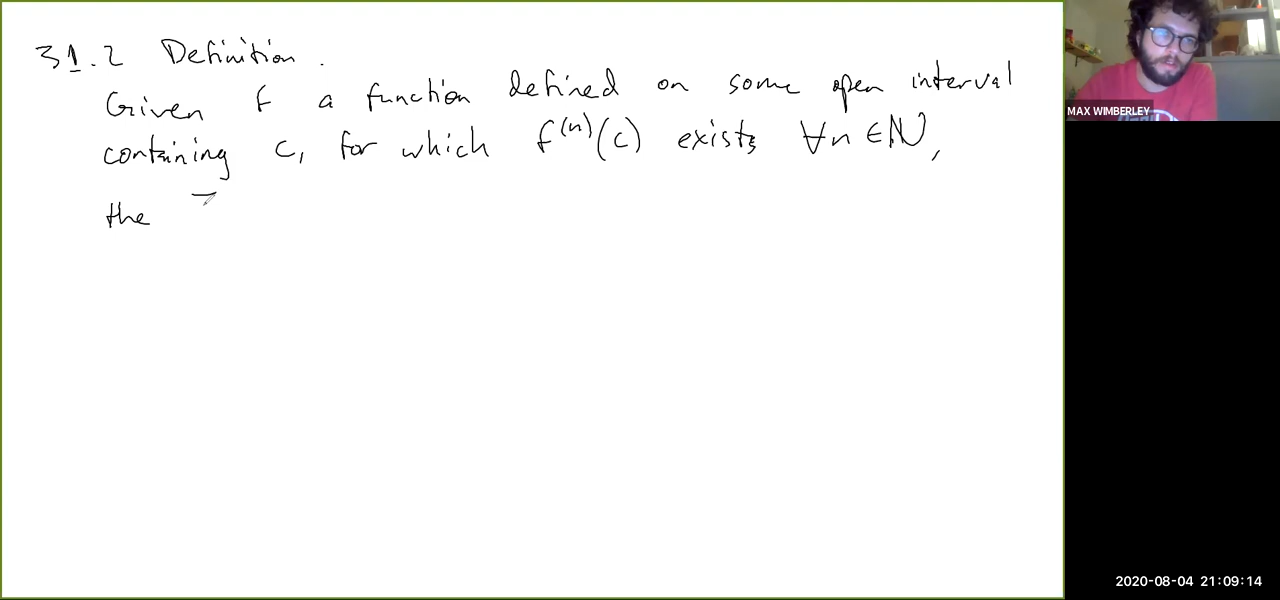 31.2 Definition.
Given f a function defined on some open interval
containing c, for which f⁽ⁿ⁾(c) exists ∀n∈ℕ,
the
MAX WIMBERLEY
2020-08-04 21:09:14